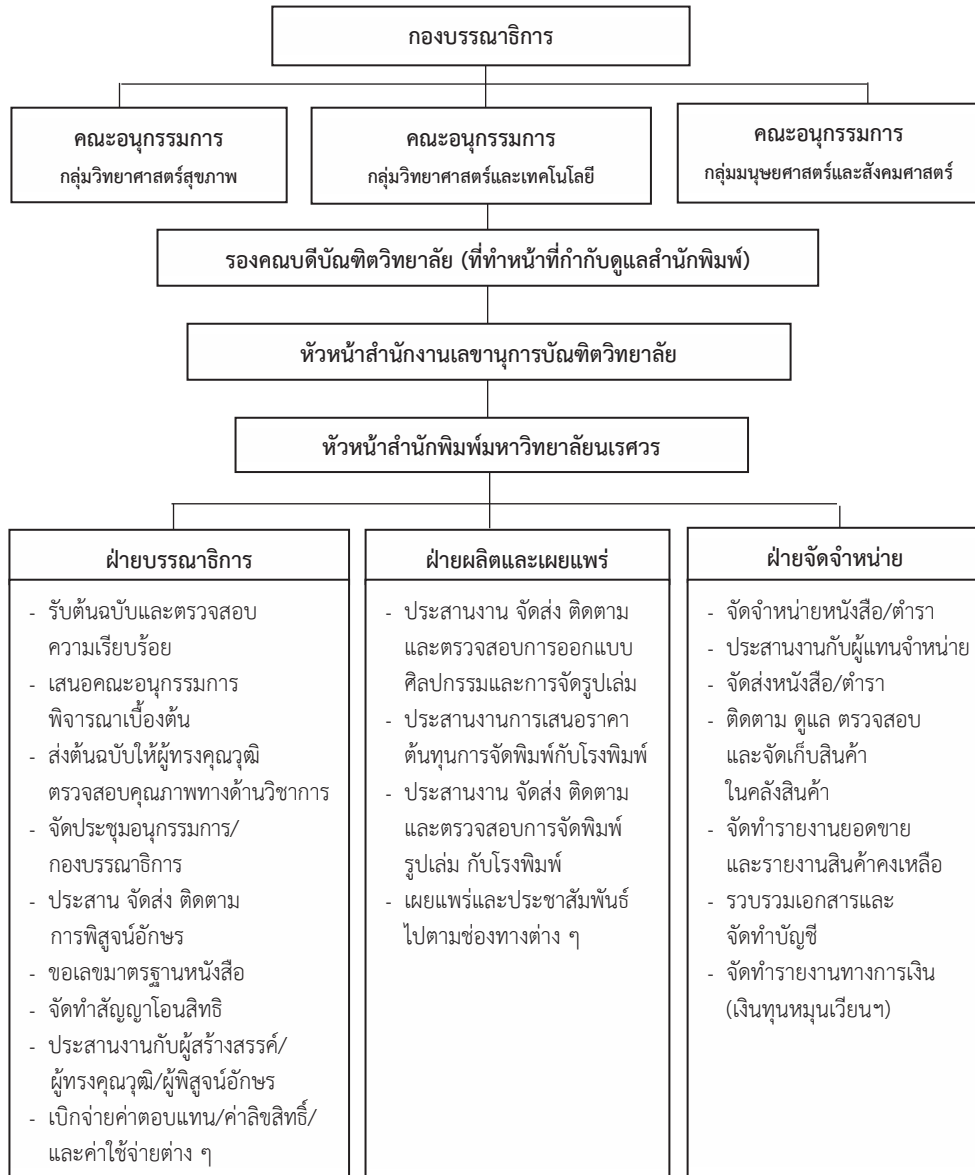 กองบรรณาธิการ
คณะอนุกรรมการ
กลุ่มวิทยาศาสตร์สุขภาพ
คณะอนุกรรมการ
กลุ่มวิทยาศาสตร์และเทคโนโลยี
คณะอนุกรรมการ
กลุ่มมนุษยศาสตร์และสังคมศาสตร์
รองคณบดีบัณฑิตวิทยาลัย (ที่ทำหน้าที่กำกับดูแลสำนักพิมพ์)
หัวหน้าสำนักงานเลขานุการบัณฑิตวิทยาลัย
หัวหน้าสำนักพิมพ์มหาวิทยาลัยนเรศวร
ฝ่ายบรรณาธิการ
- รับต้นฉบับและตรวจสอบ
ความเรียบร้อย
- เสนอคณะอนุกรรมการ
พิจารณาเบื้องต้น
- ส่งต้นฉบับให้ผู้ทรงคุณวุฒิ
ตรวจสอบคุณภาพทางด้านวิชาการ
- จัดประชุมอนุกรรมการ/
กองบรรณาธิการ
- ประสาน จัดส่ง ติดตาม
การพิสูจน์อักษร
- ขอเลขมาตรฐานหนังสือ
- จัดทำสัญญาโอนสิทธิ
- ประสานงานกับผู้สร้างสรรค์/
ผู้ทรงคุณวุฒิ/ผู้พิสูจน์อักษร
- เบิกจ่ายค่าตอบแทน/ค่าลิขสิทธิ์/
และค่าใช้จ่ายต่าง ๆ
ฝ่ายผลิตและเผยแพร่
- ประสานงาน จัดส่ง ติดตาม
และตรวจสอบการออกแบบ
ศิลปกรรมและการจัดรูปเล่ม
- ประสานงานการเสนอราคา
ต้นทุนการจัดพิมพ์กับโรงพิมพ์
- ประสานงาน จัดส่ง ติดตาม
และตรวจสอบการจัดพิมพ์
รูปเล่ม กับโรงพิมพ์
- เผยแพร่และประชาสัมพันธ์
ไปตามช่องทางต่าง ๆ
ฝ่ายจัดจำหน่าย
- จัดจำหน่ายหนังสือ/ตำรา
- ประสานงานกับผู้แทนจำหน่าย
- จัดส่งหนังสือ/ตำรา
- ติดตาม ดูแล ตรวจสอบ
และจัดเก็บสินค้า
ในคลังสินค้า
- จัดทำรายงานยอดขาย
และรายงานสินค้าคงเหลือ
- รวบรวมเอกสารและ
จัดทำบัญชี
- จัดทำรายงานทางการเงิน
(เงินทุนหมุนเวียนฯ)